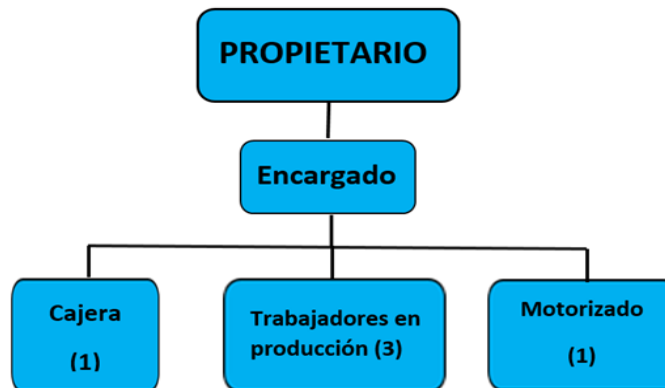 PROPIETARIO
Encargado
Cajera
(1)
Trabajadores en
producción (3)
Motorizado
(1)